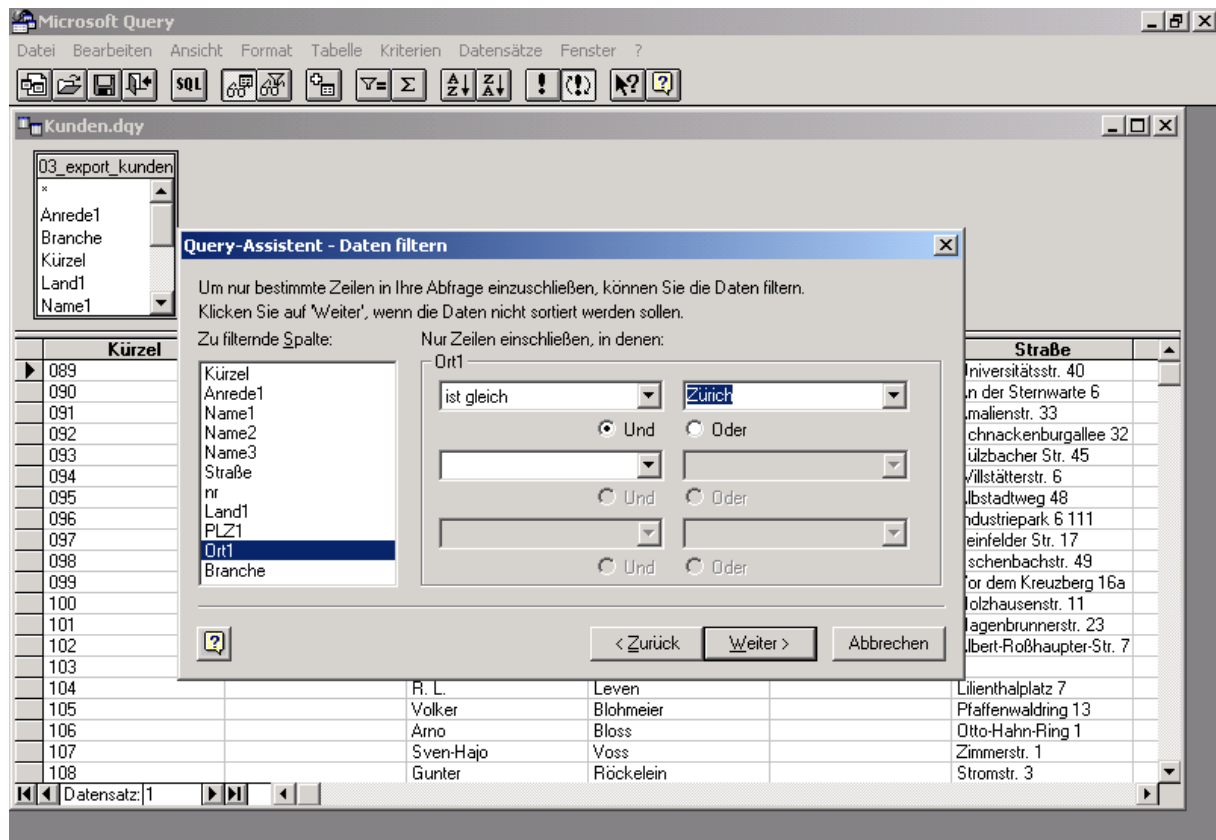 Microsoft Query
Datei Bearbeiten Ansicht Format Tabelle Kriterien Datensätze Fenster ?
SQL
Kunden.dqy
03_export_kunden
*
Anrede1
Branche
Kürzel
Land1
Name1
Query-Assistent - Daten filtern
Um nur bestimmte Zeilen in Ihre Abfrage einzuschließen, können Sie die Daten filtern.
Klicken Sie auf 'Weiter', wenn die Daten nicht sortiert werden sollen.
Zu filternde Spalte:
Nur Zeilen einschließen, in denen:
Kürzel
Anrede1
Name1
Name2
Name3
Straße
nr
Land1
PLZ1
Ort1
Branche
Ort1
ist gleich
Zürich
Und Oder
Und Oder
Und Oder
< Zurück
Weiter >
Abbrechen
Kürzel Straße
089 niversitätsstr. 40
090 n der Sternwarte 6
091 malienstr. 33
092 chnackenburgallee 32
093 ülzbacher Str. 45
094 Villstätterstr. 6
095 lbstadtweg 48
096 ndustriepark 6 111
097 einfelder Str. 17
098 schenbachstr. 49
099 or dem Kreuzberg 16a
100 olzhausenstr. 11
101 agenbrunnerstr. 23
102 lbert-Roßhaupter-Str. 7
103
104 R. L. Leven Lilienthalplatz 7
105 Volker Blohmeier Pfaffenwaldring 13
106 Arno Bloss Otto-Hahn-Ring 1
107 Sven-Hajo Voss Zimmerstr. 1
108 Gunter Röckelein Stromstr. 3
Datensatz: 1